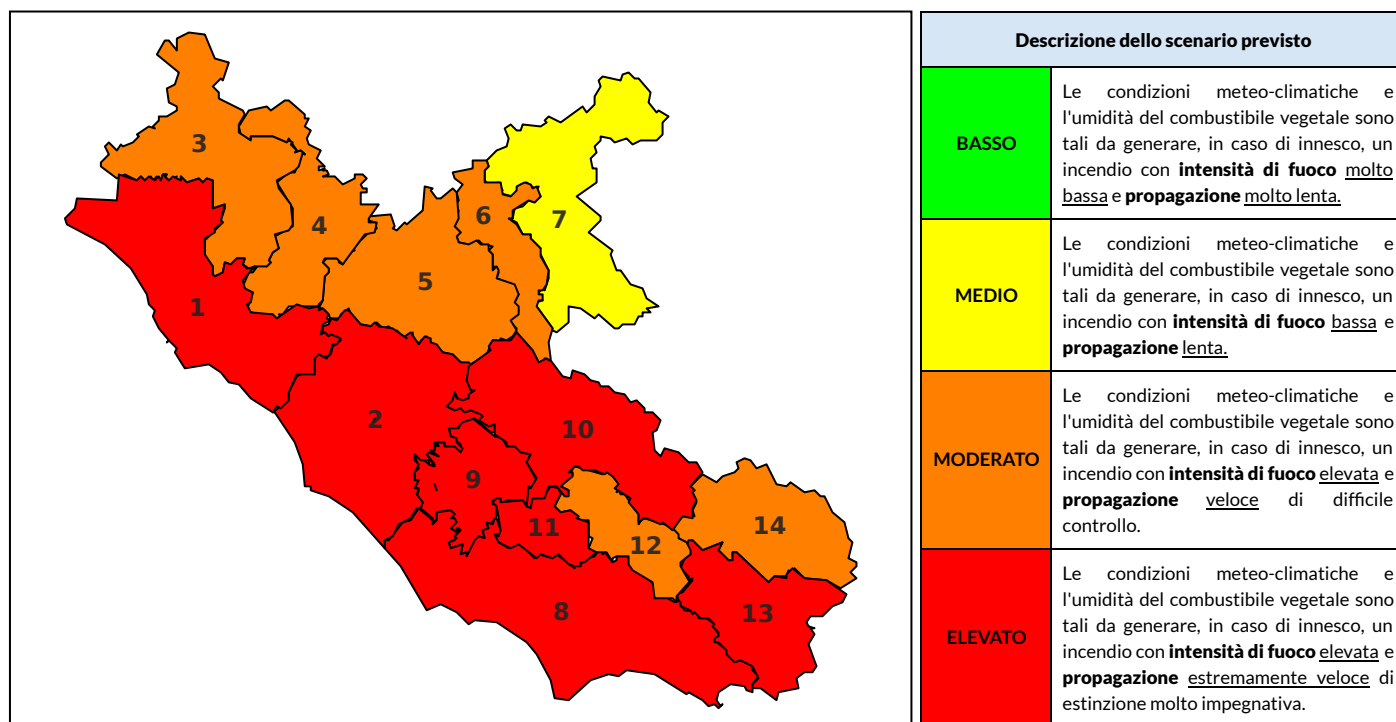 3
4
6
7
5
1
2
10
9
11
12
14
8
13
Descrizione dello scenario previsto
BASSO
Le condizioni meteo-climatiche e
l'umidità del combustibile vegetale sono
tali da generare, in caso di innesco, un
incendio con intensità di fuoco molto
bassa e propagazione molto lenta.
MEDIO
Le condizioni meteo-climatiche e
l'umidità del combustibile vegetale sono
tali da generare, in caso di innesco, un
incendio con intensità di fuoco bassa e
propagazione lenta.
MODERATO
Le condizioni meteo-climatiche e
l'umidità del combustibile vegetale sono
tali da generare, in caso di innesco, un
incendio con intensità di fuoco elevata e
propagazione veloce di difficile
controllo.
ELEVATO
Le condizioni meteo-climatiche e
l'umidità del combustibile vegetale sono
tali da generare, in caso di innesco, un
incendio con intensità di fuoco elevata e
propagazione estremamente veloce di
estinzione molto impegnativa.